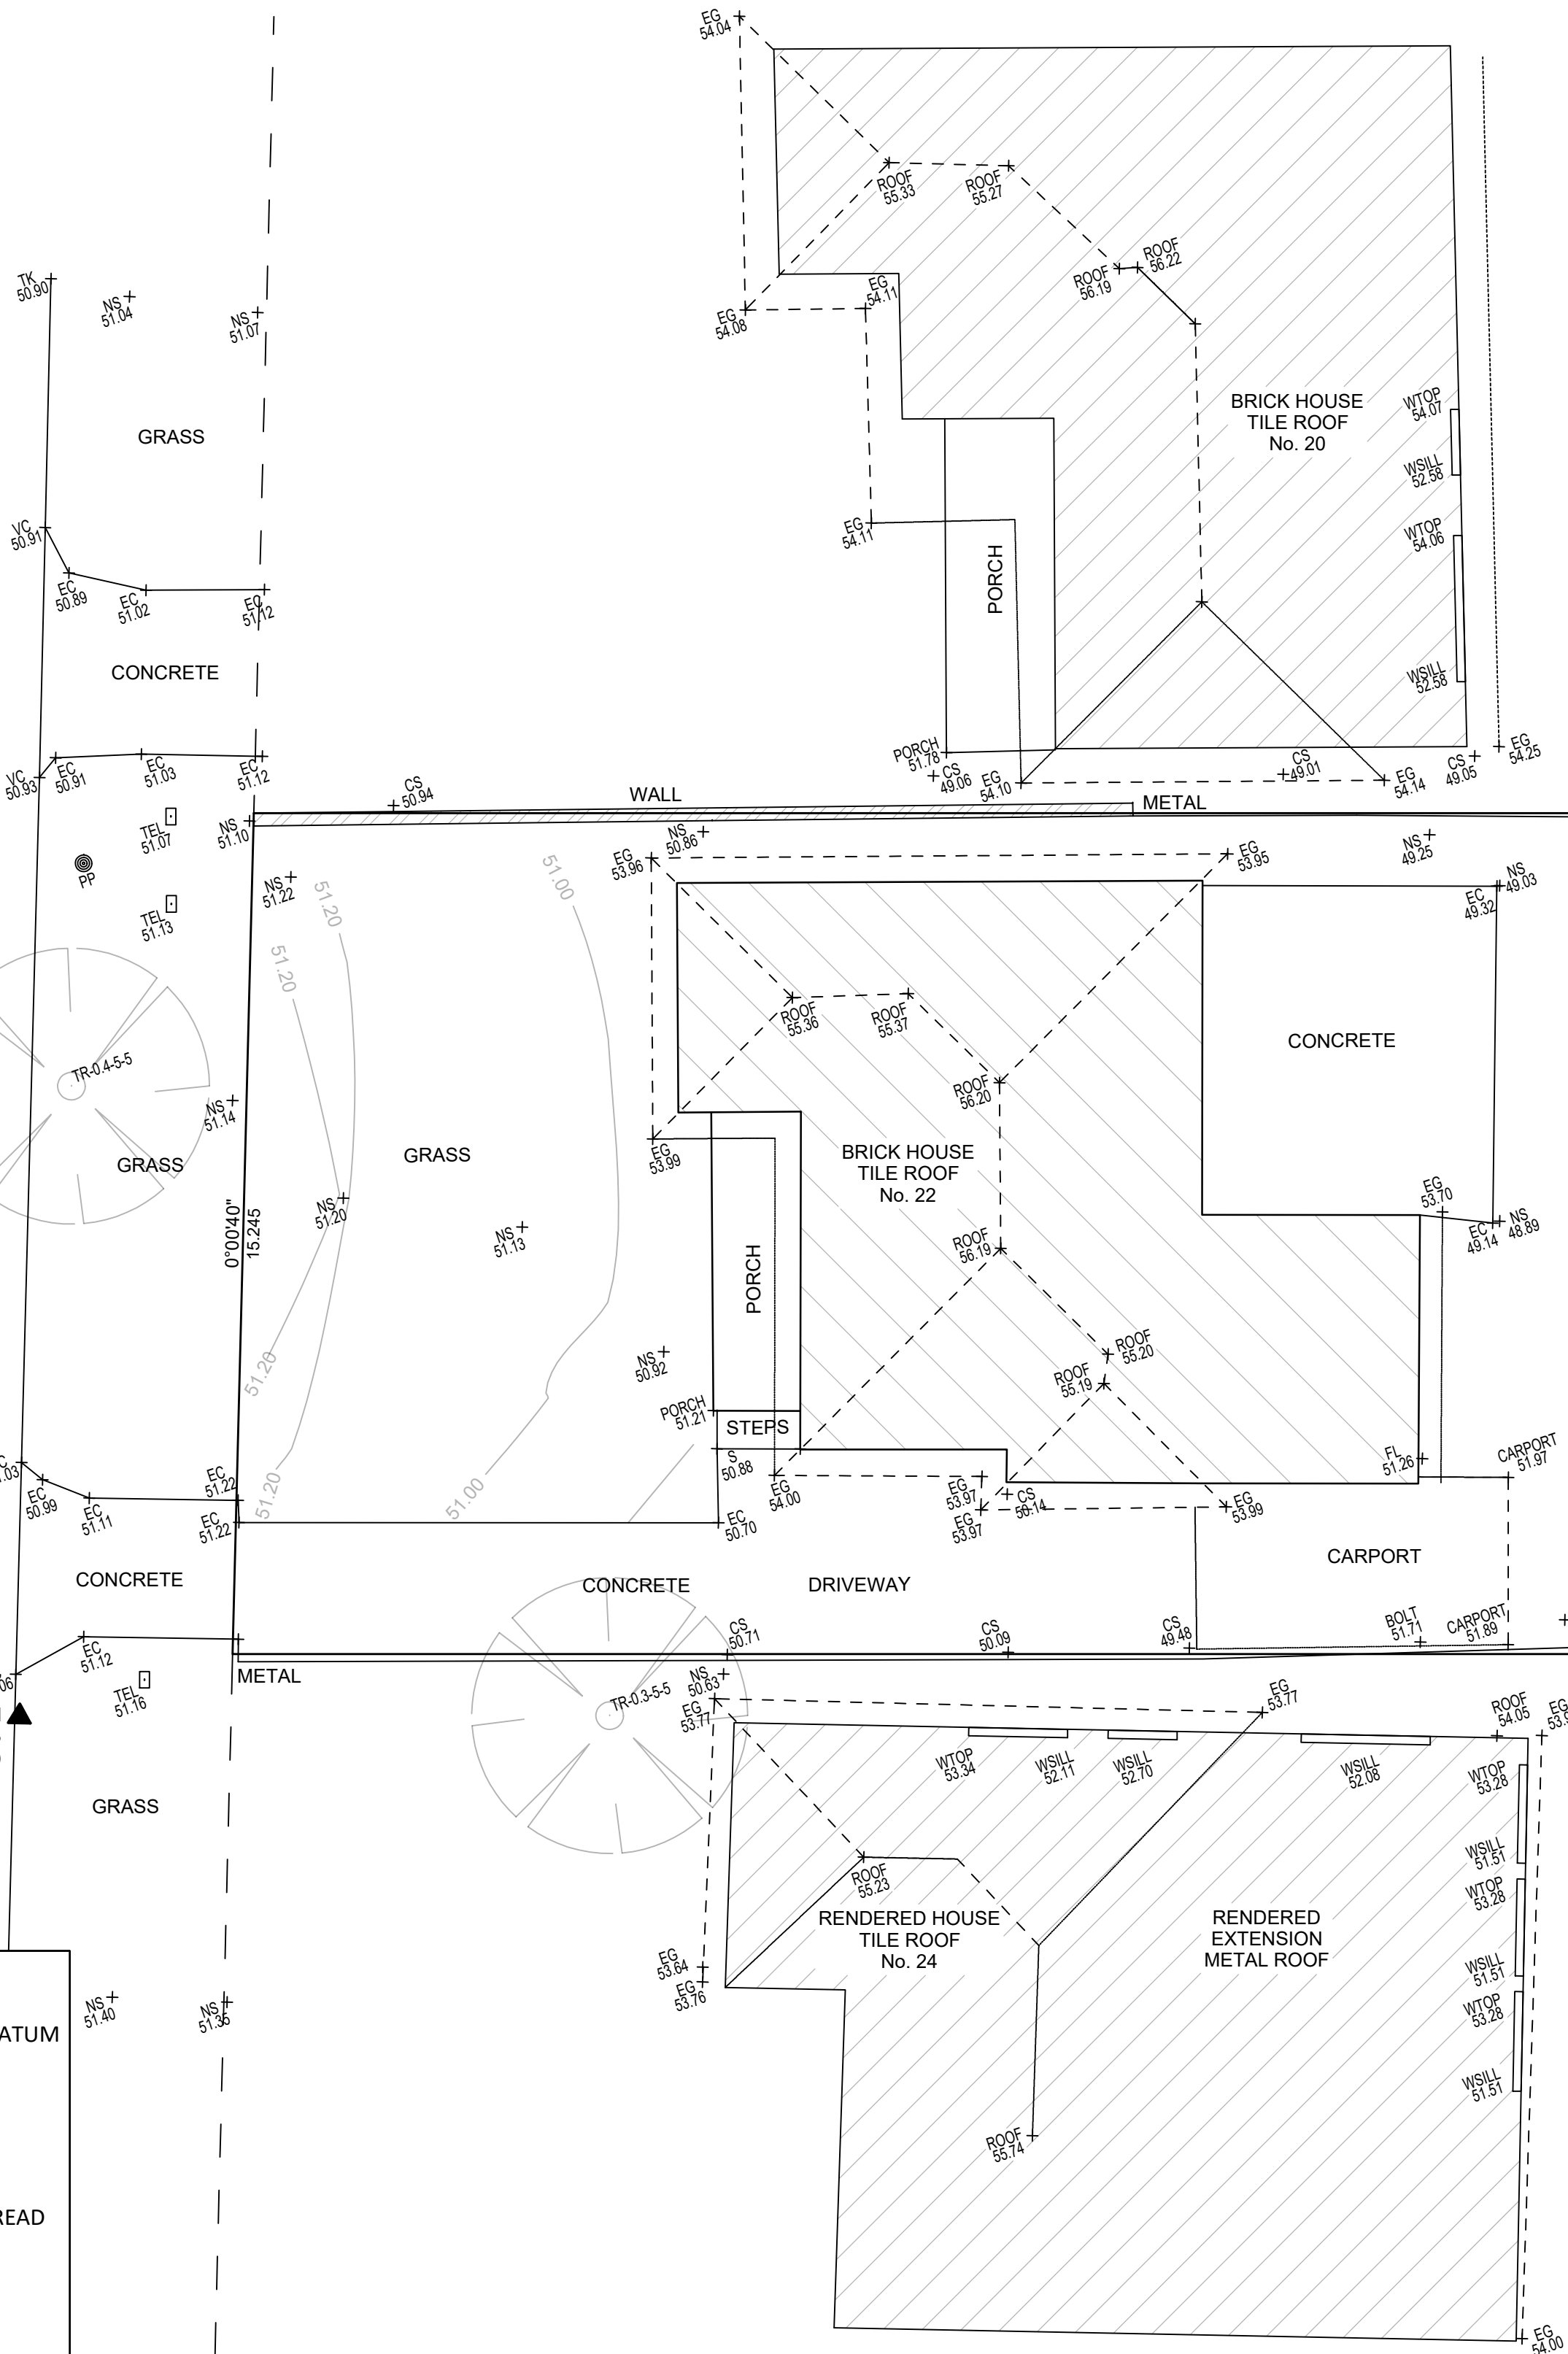 EG
54.04
ROOF
55.33
ROOF
55.27
ROOF
56.19
ROOF
56.22
TK
50.90
NS
51.04
NS
51.07
EG
54.08
EG
54.11
GRASS
BRICK HOUSE
TILE ROOF
No. 20
WTOP
54.07
WSILL
52.58
VC
50.91
EC
50.89
EC
51.02
EC
51.12
EG
54.11
PORCH
WTOP
54.06
WSILL
52.58
CONCRETE
VC
50.93
EC
50.91
EC
51.03
EC
51.12
PORCH
51.78
CS
49.06
EG
54.10
CS
49.01
EG
54.14
CS
49.05
EG
54.25
CS
50.94
WALL
METAL
TEL
51.07
NS
51.10
PP
NS
50.86
EG
53.96
EG
53.95
NS
49.25
NS
49.03
EC
49.32
TEL
51.13
NS
51.22
51.20
51.20
51.00
ROOF
55.36
ROOF
55.37
CONCRETE
TR-0.4-5-5
NS
51.14
ROOF
56.20
GRASS
GRASS
EG
53.99
BRICK HOUSE
TILE ROOF
No. 22
0°00'40"
15.245
NS
51.20
NS
51.13
ROOF
56.19
EG
53.70
EC
49.14
NS
48.89
PORCH
51.20
NS
50.92
ROOF
55.20
ROOF
55.19
PORCH
51.21
STEPS
S
50.88
EC
50.99
EC
51.11
EC
51.22
EC
51.22
51.20
51.00
EC
50.70
EG
54.00
EG
53.97
EG
53.97
CS
50.14
EG
53.99
FL
51.26
CARPORT
51.97
CONCRETE
CONCRETE
DRIVEWAY
CARPORT
EC
51.12
CS
50.71
CS
50.09
CS
49.48
BOLT
51.71
CARPORT
51.89
METAL
TEL
51.16
NS
50.63
EG
53.77
TR-0.3-5-5
EG
53.77
ROOF
54.05
EG
WTOP
53.34
WSILL
52.11
WSILL
52.70
WSILL
52.08
WTOP
53.28
GRASS
WSILL
51.51
ROOF
55.23
WTOP
53.28
RENDERED HOUSE
TILE ROOF
No. 24
RENDERED
EXTENSION
METAL ROOF
EG
53.64
EG
53.76
WSILL
51.51
NS
51.40
NS
51.35
WTOP
53.28
ATUM
WSILL
51.51
ROOF
55.74
READ
EG
54.00